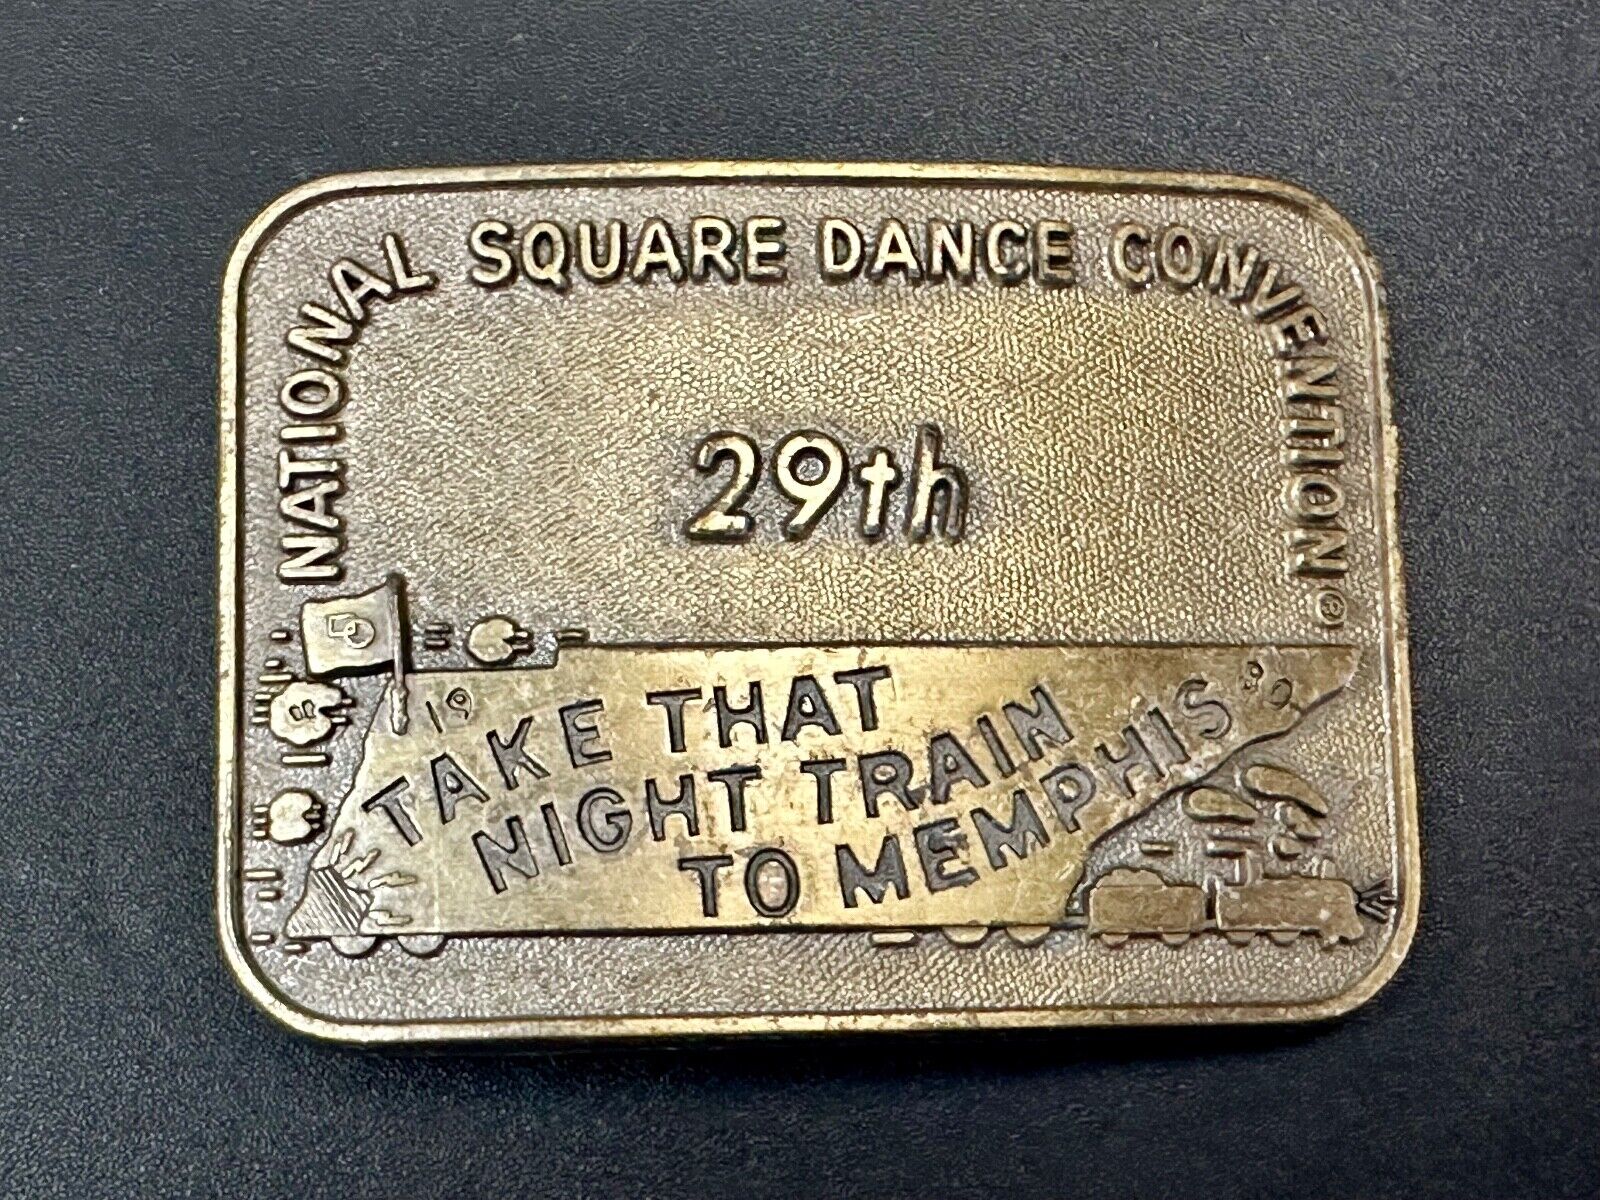 NATIONAL SQUARE DANCE CONVENTION®
29th
19 80
TAKE THAT
NIGHT TRAIN
TO MEMPHIS